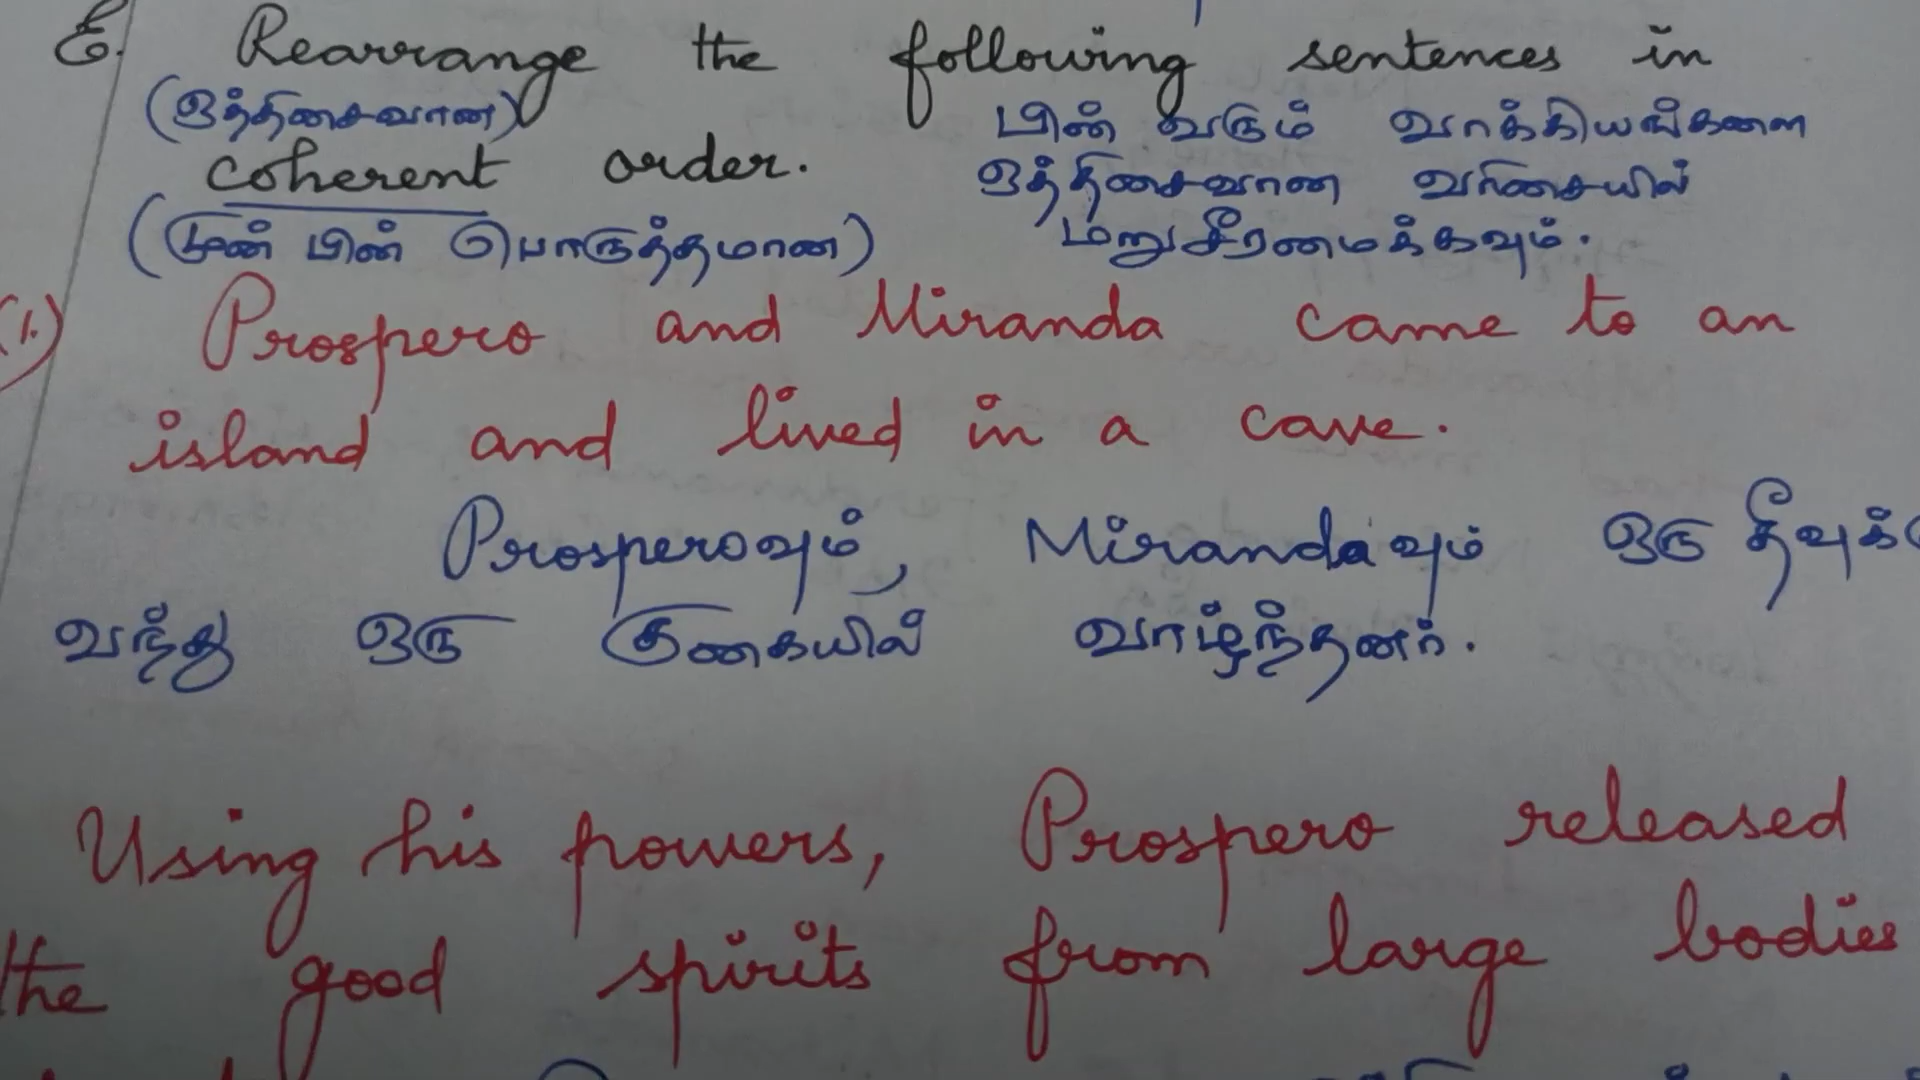 E. Rearrange the following sentences in
(ஒத்திசைவான) பின் வரும் வாக்கியங்களை
coherent order. ஒத்திசைவான வரிசையில்
(முன் பின் பொருத்தமான) மறுசீரமைக்கவும்.
(1.) Prospero and Miranda came to an
island and lived in a cave.
Prosperoவும், Mirandaவும் ஒரு தீவுக்கு
வந்து ஒரு குகையில் வாழ்ந்தனர்.
Using his powers, Prospero released
the good spirits from large bodies